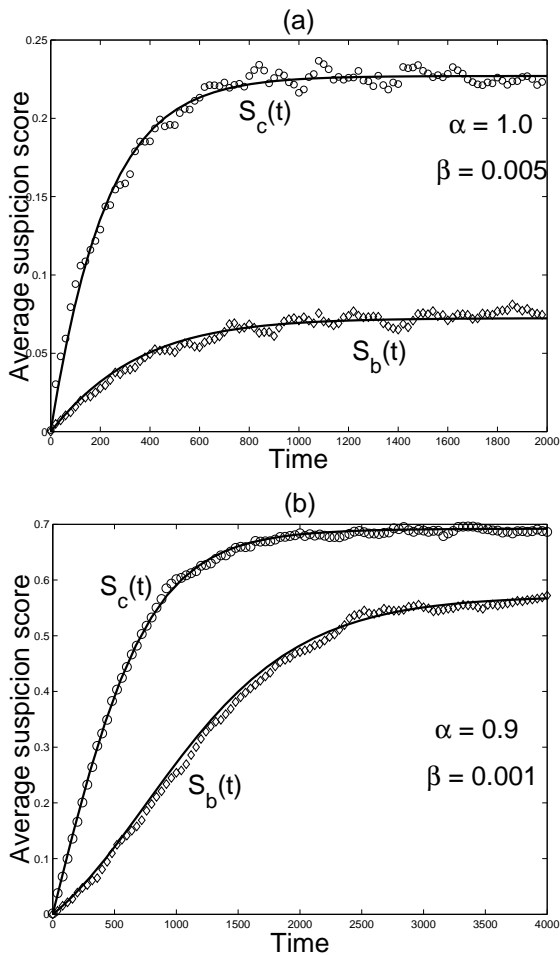 (a)
0.25
0.2
0.15
0.1
0.05
0
Average suspicion score
S_c(t)
α = 1.0
β = 0.005
S_b(t)
0 200 400 600 800 1000 1200 1400 1600 1800 2000
Time
(b)
0.7
0.6
0.5
0.4
0.3
0.2
0.1
0
Average suspicion score
S_c(t)
α = 0.9
β = 0.001
S_b(t)
0 500 1000 1500 2000 2500 3000 3500 4000
Time